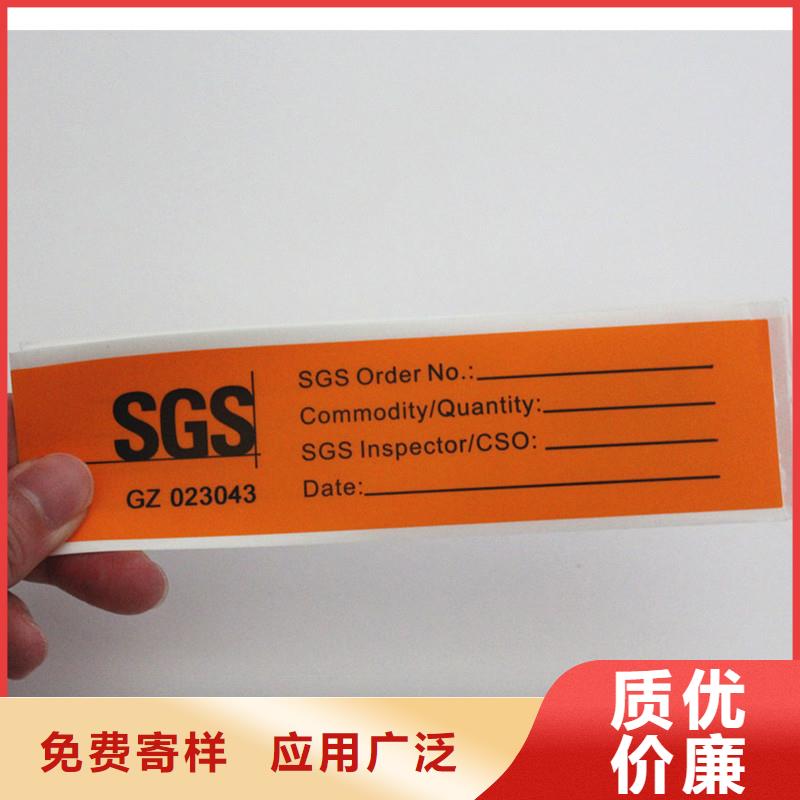 SGS
GZ 023043
SGS Order No.:
Commodity/Quantity:
SGS Inspector/CSO:
Date:
免费寄样 应用广泛
质优
价廉